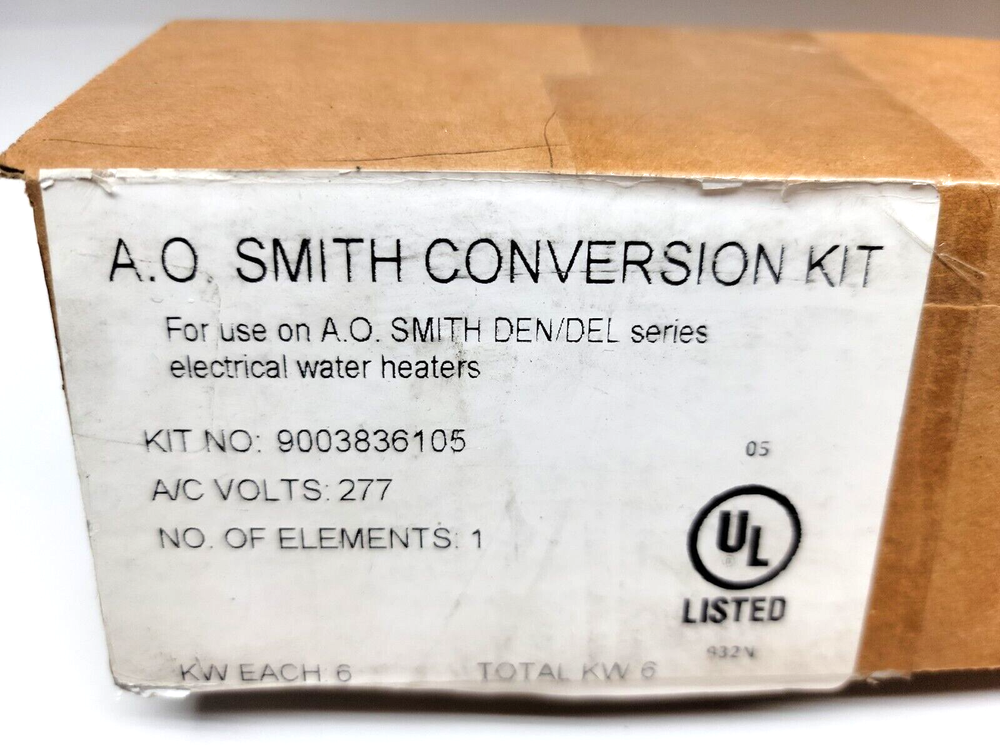 A.O. SMITH CONVERSION KIT
For use on A.O. SMITH DEN/DEL series
electrical water heaters
KIT NO: 9003836105
05
A/C VOLTS: 277
NO. OF ELEMENTS: 1
UL
®
LISTED
932N
KW EACH 6
TOTAL KW 6